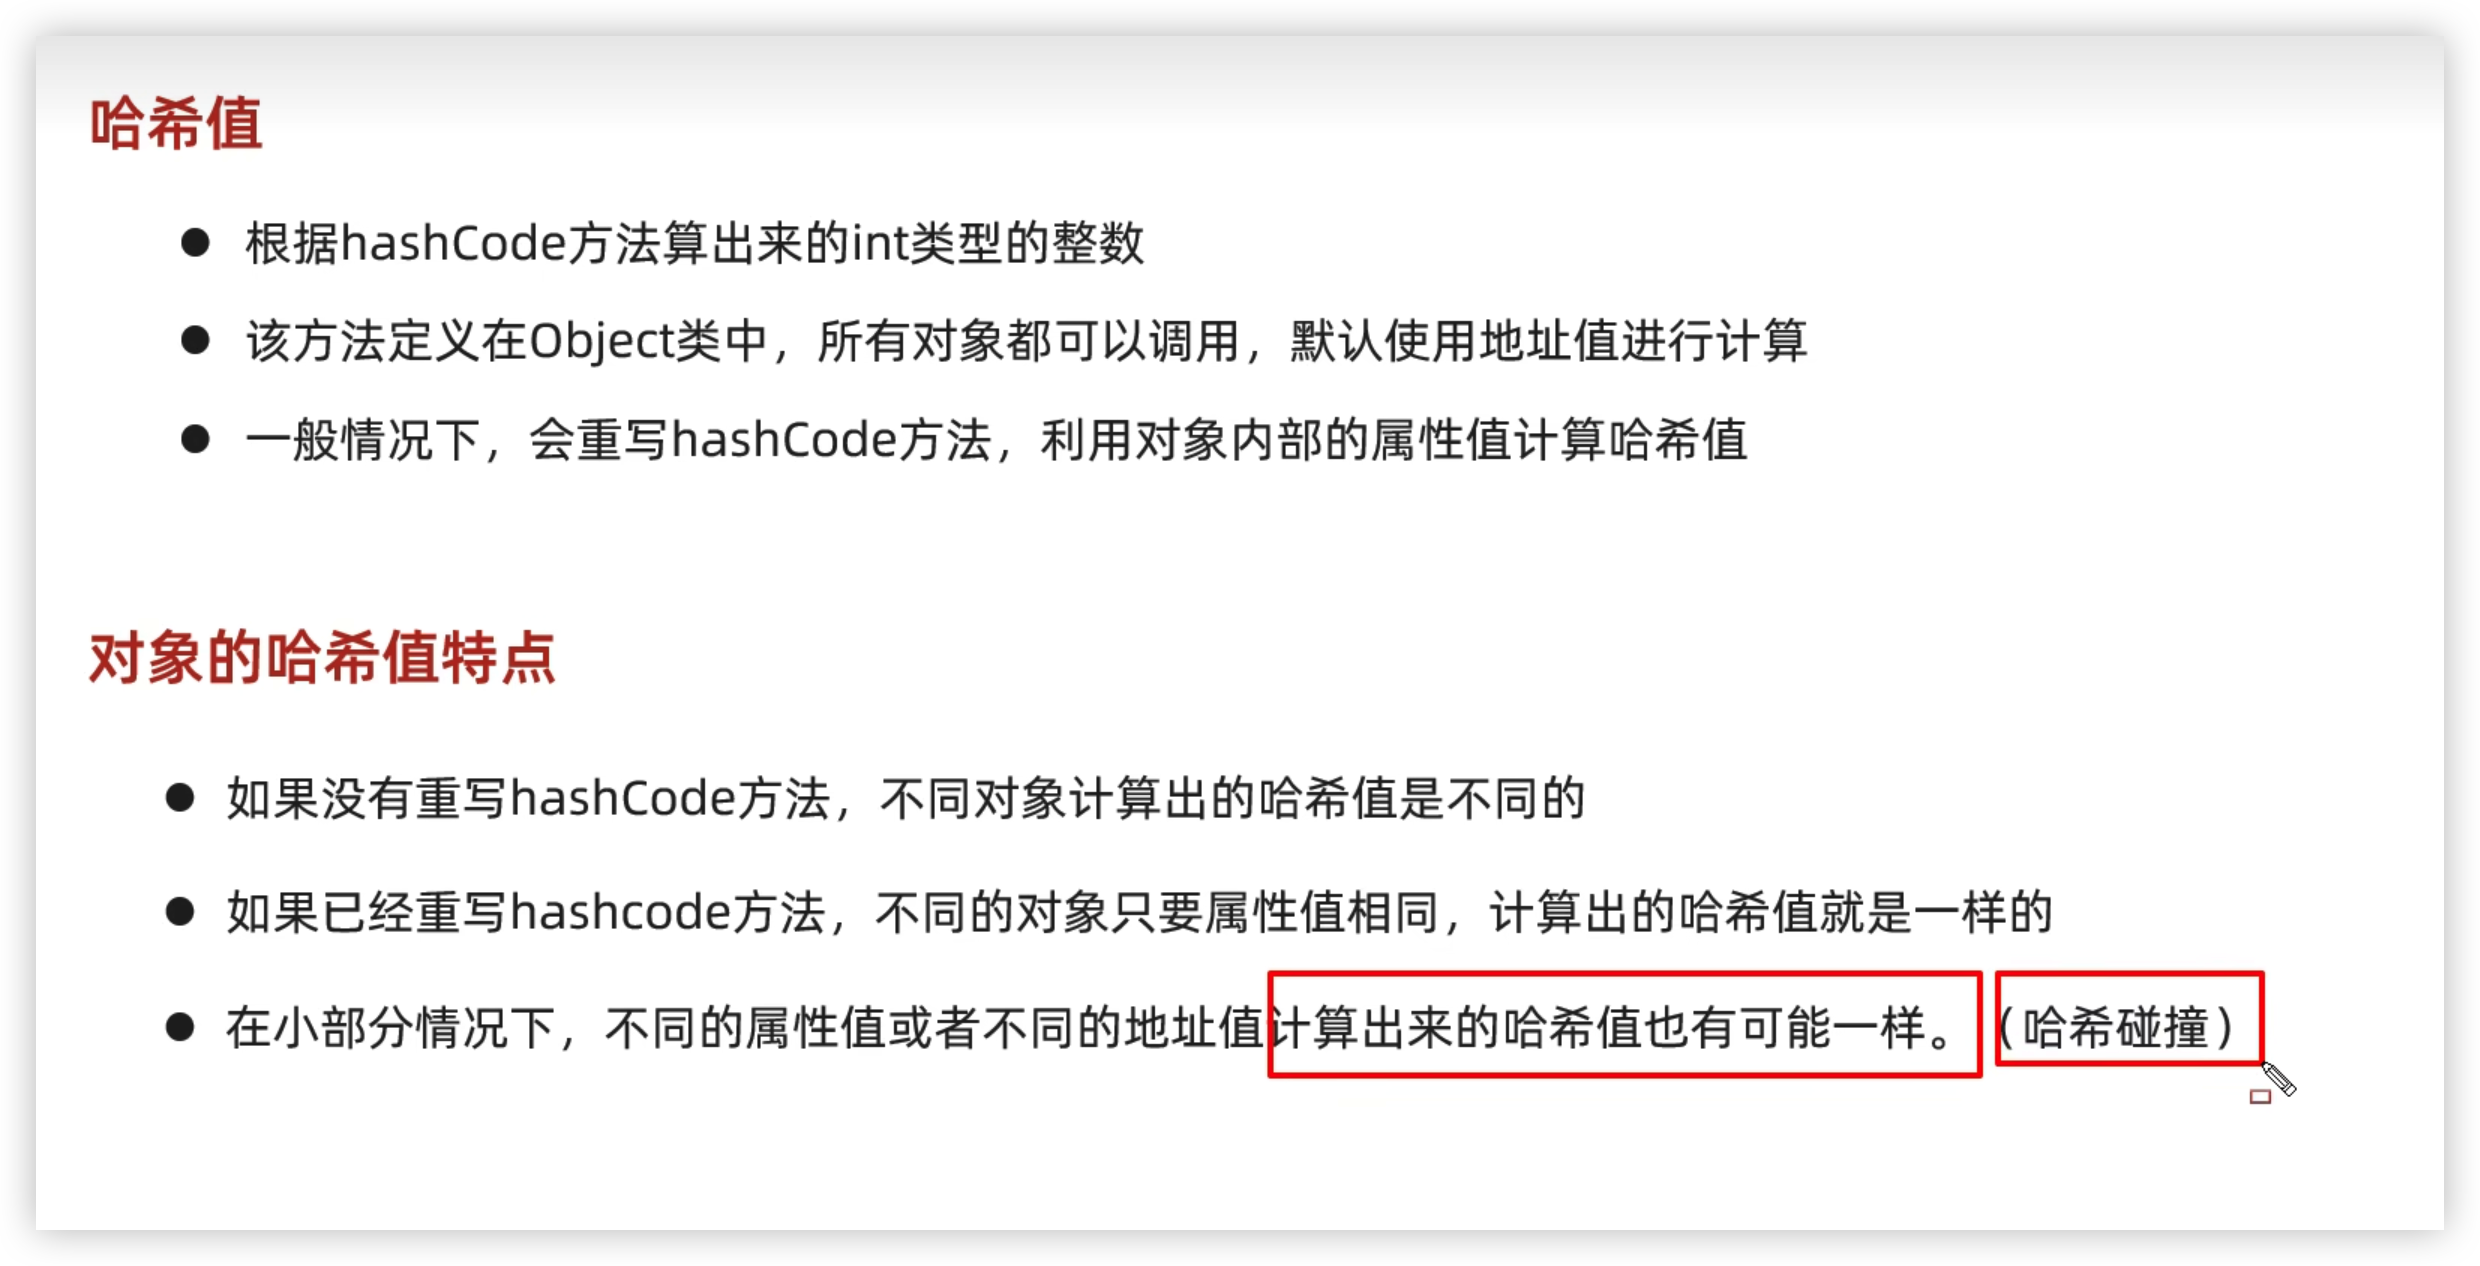 哈希值
● 根据hashCode方法算出来的int类型的整数
● 该方法定义在Object类中，所有对象都可以调用，默认使用地址值进行计算
● 一般情况下，会重写hashCode方法，利用对象内部的属性值计算哈希值
对象的哈希值特点
● 如果没有重写hashCode方法，不同对象计算出的哈希值是不同的
● 如果已经重写hashcode方法，不同的对象只要属性值相同，计算出的哈希值就是一样的
● 在小部分情况下，不同的属性值或者不同的地址值计算出来的哈希值也有可能一样。（哈希碰撞）